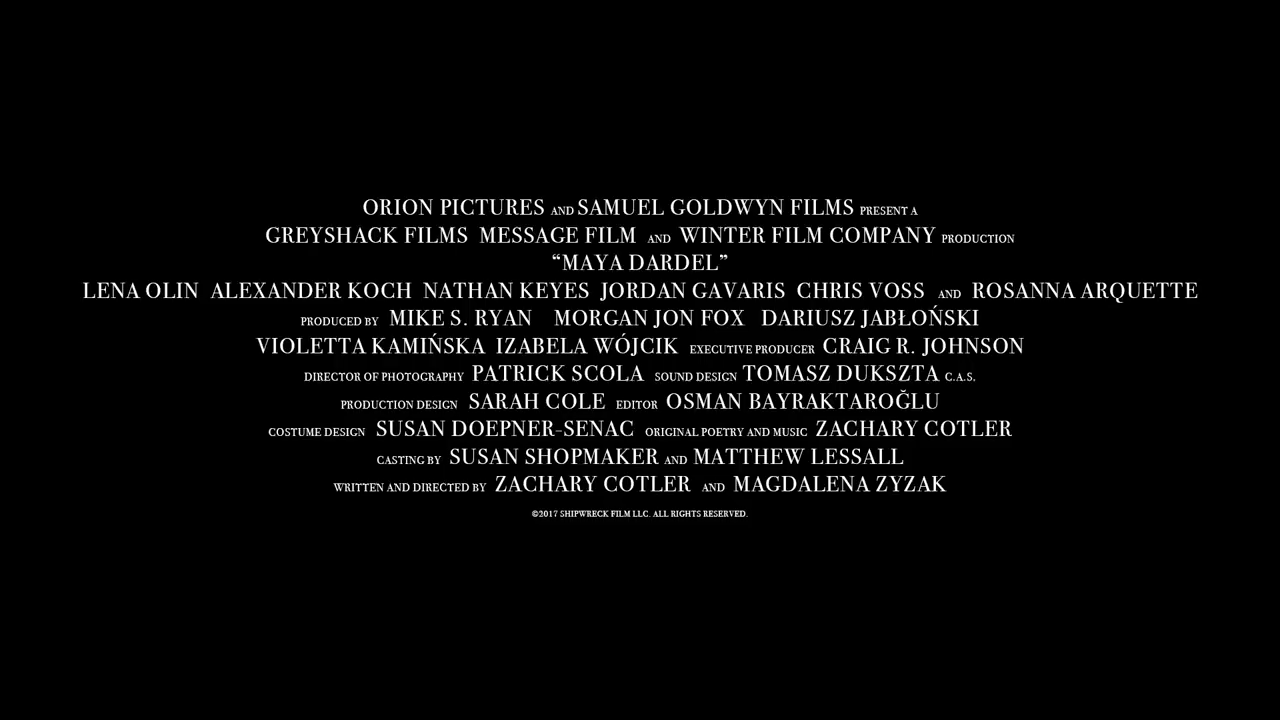 ORION PICTURES AND SAMUEL GOLDWYN FILMS PRESENT A
GREYSHACK FILMS MESSAGE FILM AND WINTER FILM COMPANY PRODUCTION
“MAYA DARDEL”
LENA OLIN ALEXANDER KOCH NATHAN KEYES JORDAN GAVARIS CHRIS VOSS AND ROSANNA ARQUETTE
PRODUCED BY MIKE S. RYAN MORGAN JON FOX DARIUSZ JABŁOŃSKI
VIOLETTA KAMIŃSKA IZABELA WÓJCIK EXECUTIVE PRODUCER CRAIG R. JOHNSON
DIRECTOR OF PHOTOGRAPHY PATRICK SCOLA SOUND DESIGN TOMASZ DUKSZTA C.A.S.
PRODUCTION DESIGN SARAH COLE EDITOR OSMAN BAYRAKTAROĞLU
COSTUME DESIGN SUSAN DOEPNER-SENAC ORIGINAL POETRY AND MUSIC ZACHARY COTLER
CASTING BY SUSAN SHOPMAKER AND MATTHEW LESSALL
WRITTEN AND DIRECTED BY ZACHARY COTLER AND MAGDALENA ZYZAK
©2017 SHIPWRECK FILM LLC. ALL RIGHTS RESERVED.